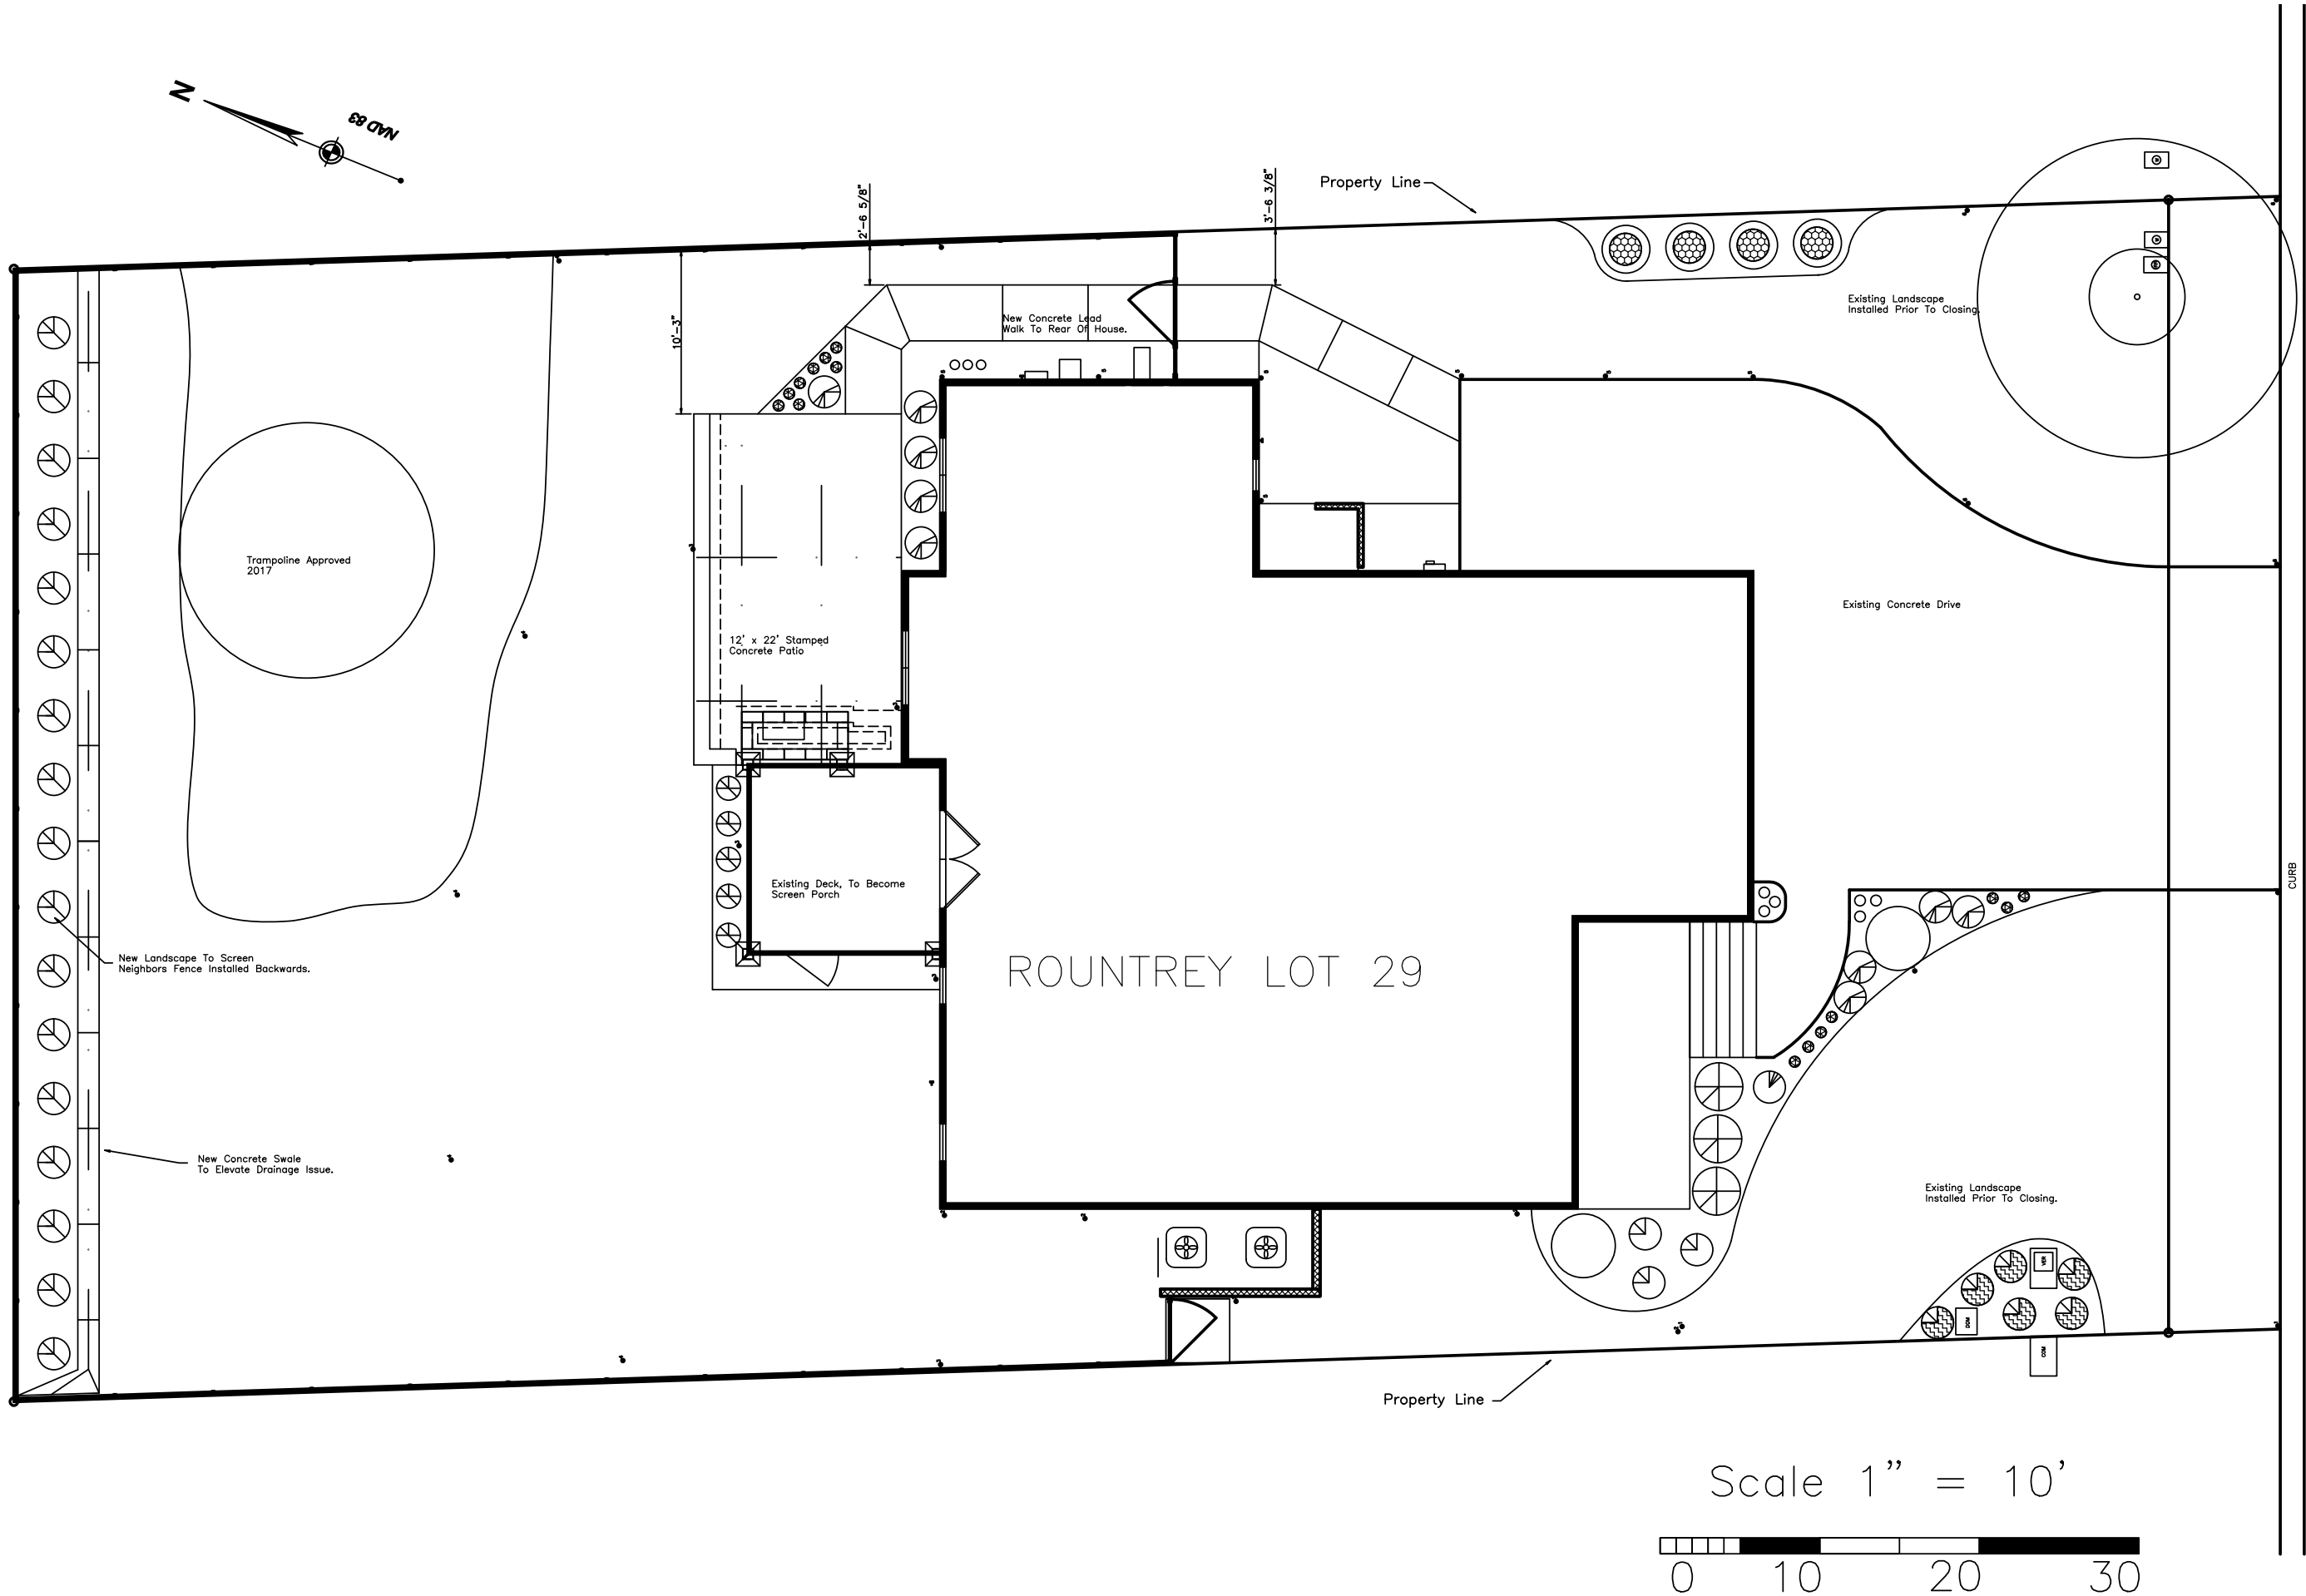 N
NAD 83
2'-6 5/8"
3'-6 3/8"
Property Line
10'-3"
New Concrete Lead
Walk To Rear Of House.
Existing Landscape
Installed Prior To Closing.
Trampoline Approved
2017
12' x 22' Stamped
Concrete Patio
Existing Concrete Drive
CURB
Existing Deck, To Become
Screen Porch
New Landscape To Screen
Neighbors Fence Installed Backwards.
ROUNTREY LOT 29
New Concrete Swale
To Elevate Drainage Issue.
Existing Landscape
Installed Prior To Closing.
VER
DOM
COM
Property Line
Scale 1" = 10'
0 10 20 30